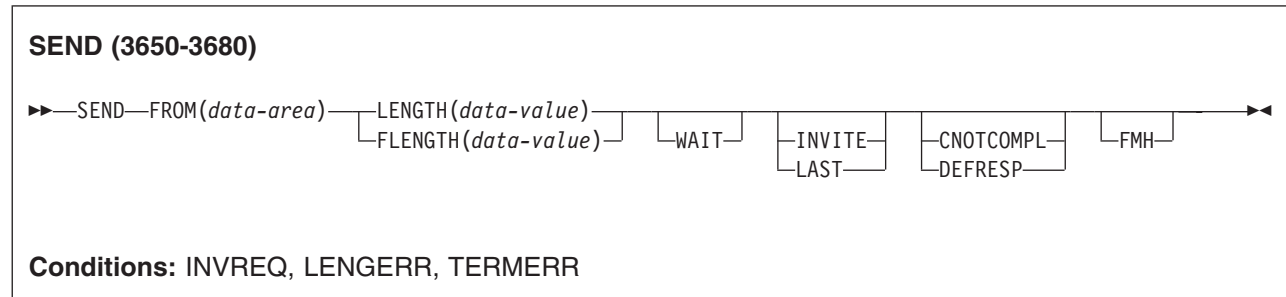 SEND (3650-3680)
SEND FROM(data-area) LENGTH(data-value)
FLENGTH(data-value) WAIT INVITE CNOTCOMPL FMH
LAST DEFRESP
Conditions: INVREQ, LENGERR, TERMERR